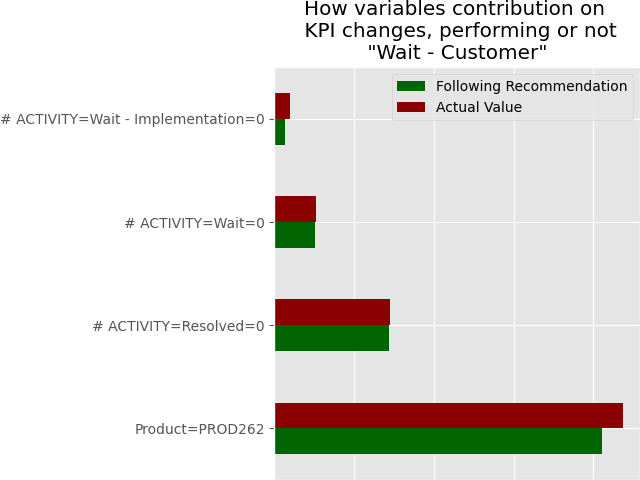 How variables contribution on
KPI changes, performing or not
"Wait - Customer"
Following Recommendation
Actual Value
# ACTIVITY=Wait - Implementation=0
# ACTIVITY=Wait=0
# ACTIVITY=Resolved=0
Product=PROD262